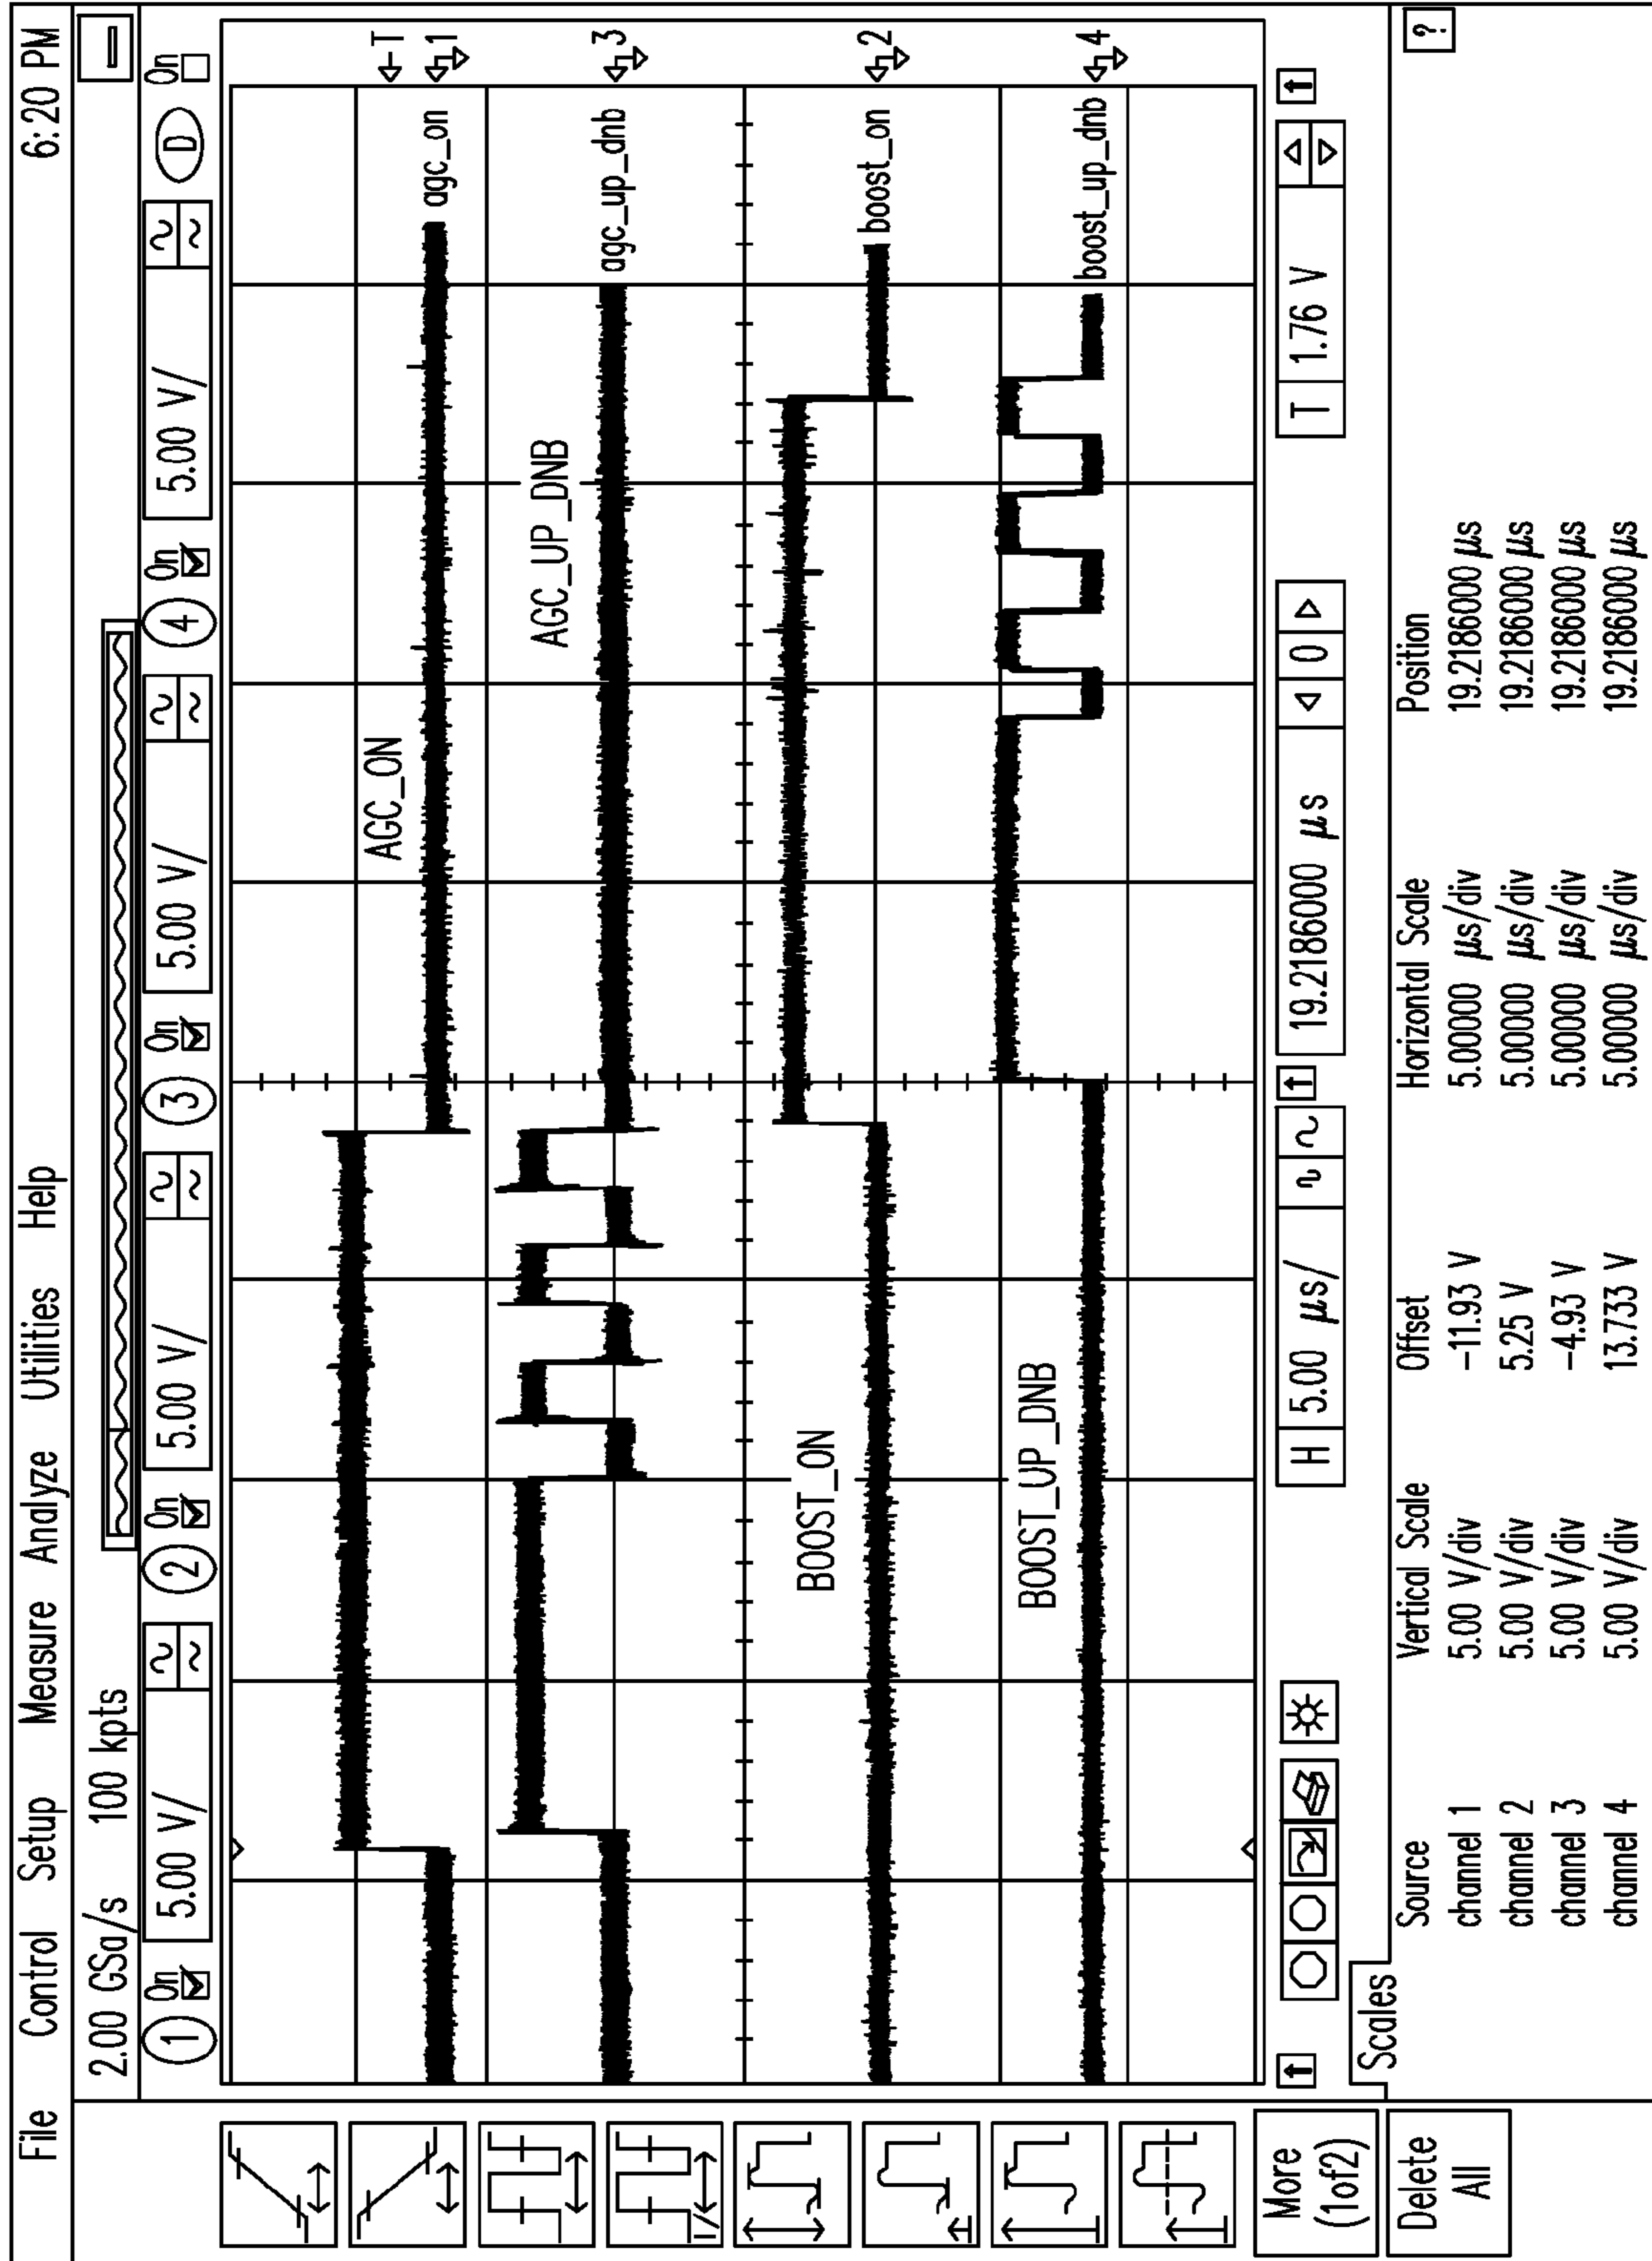 File Control Setup Measure Analyze Utilities Help 6:20 PM
2.00 GSa/s 100 kpts
1 On 5.00 V/ 2 On 5.00 V/ 3 On 5.00 V/ 4 On 5.00 V/ D On
T
AGC_ON
agc_on 1
AGC_UP_DNB
agc_up_dnb 3
BOOST_ON
boost_on 2
BOOST_UP_DNB
boost_up_dnb 4
H 5.00 μs/ 19.2186000 μs 0 T 1.76 V
More
(1of2)
Delete
All
Scales
?
Source Vertical Scale Offset Horizontal Scale Position
channel 1 5.00 V/div -11.93 V 5.00000 μs/div 19.2186000 μs
channel 2 5.00 V/div 5.25 V 5.00000 μs/div 19.2186000 μs
channel 3 5.00 V/div -4.93 V 5.00000 μs/div 19.2186000 μs
channel 4 5.00 V/div 13.733 V 5.00000 μs/div 19.2186000 μs